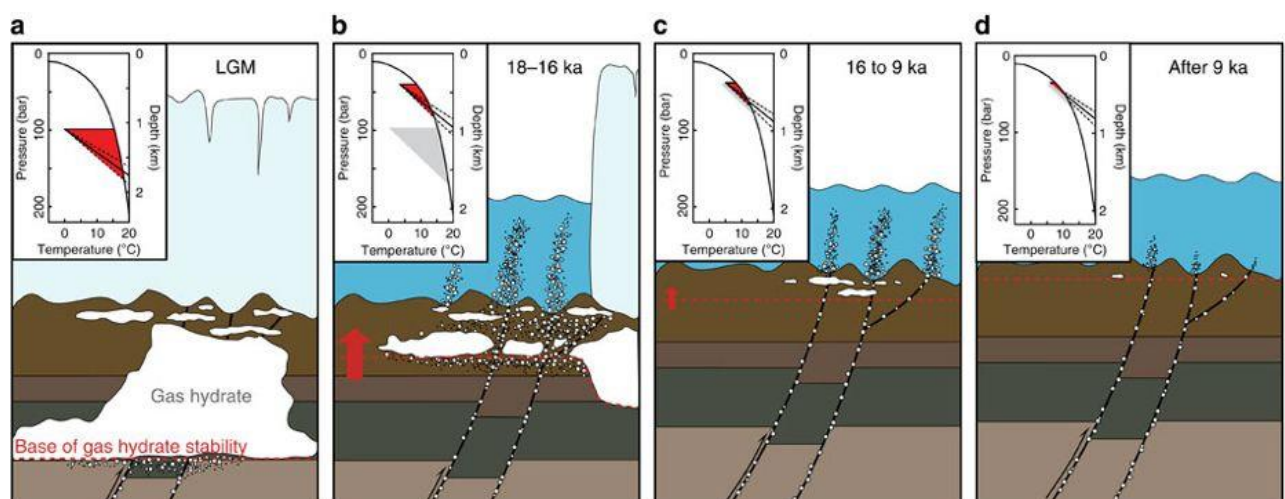 a
0
100
200
Pressure (bar)
0
1
2
Depth (km)
0 10 20
Temperature (°C)
LGM
Gas hydrate
Base of gas hydrate stability
b
0
100
200
Pressure (bar)
0
1
2
Depth (km)
0 10 20
Temperature (°C)
18–16 ka
c
0
100
200
Pressure (bar)
0
1
2
Depth (km)
0 10 20
Temperature (°C)
16 to 9 ka
d
0
100
200
Pressure (bar)
0
1
2
Depth (km)
0 10 20
Temperature (°C)
After 9 ka